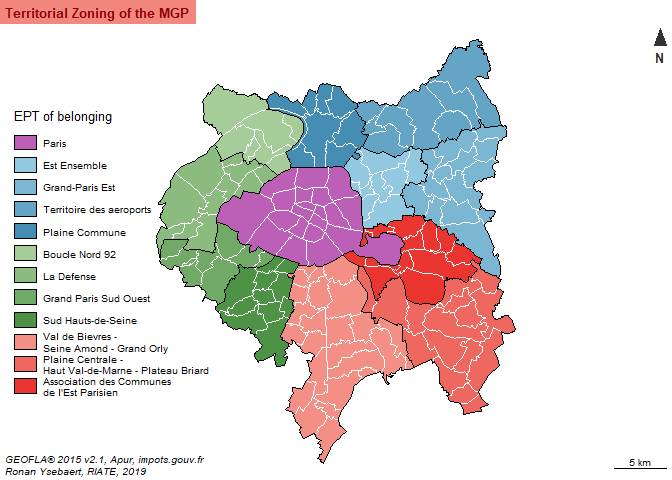 Territorial Zoning of the MGP
N
EPT of belonging
Paris
Est Ensemble
Grand-Paris Est
Territoire des aeroports
Plaine Commune
Boucle Nord 92
La Defense
Grand Paris Sud Ouest
Sud Hauts-de-Seine
Val de Bievres -
Seine Amond - Grand Orly
Plaine Centrale -
Haut Val-de-Marne - Plateau Briard
Association des Communes
de l'Est Parisien
GEOFLA® 2015 v2.1, Apur, impots.gouv.fr
Ronan Ysebaert, RIATE, 2019
5 km